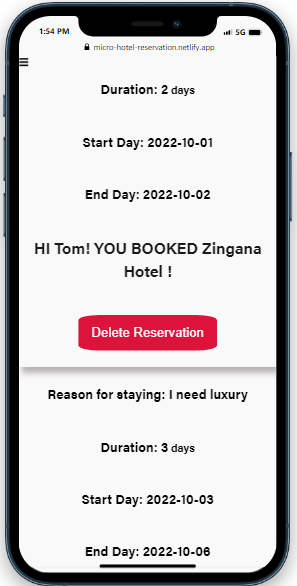 1:54 PM
5G
micro-hotel-reservation.netlify.app
Duration: 2 days
Start Day: 2022-10-01
End Day: 2022-10-02
HI Tom! YOU BOOKED Zingana
Hotel !
Delete Reservation
Reason for staying: I need luxury
Duration: 3 days
Start Day: 2022-10-03
End Day: 2022-10-06